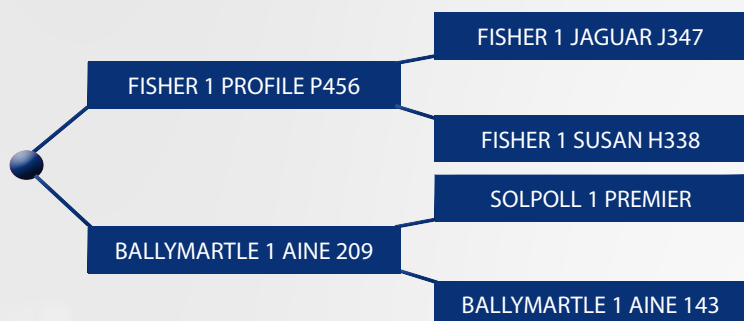 FISHER 1 JAGUAR J347
FISHER 1 PROFILE P456
FISHER 1 SUSAN H338
SOLPOLL 1 PREMIER
BALLYMARTLE 1 AINE 209
BALLYMARTLE 1 AINE 143